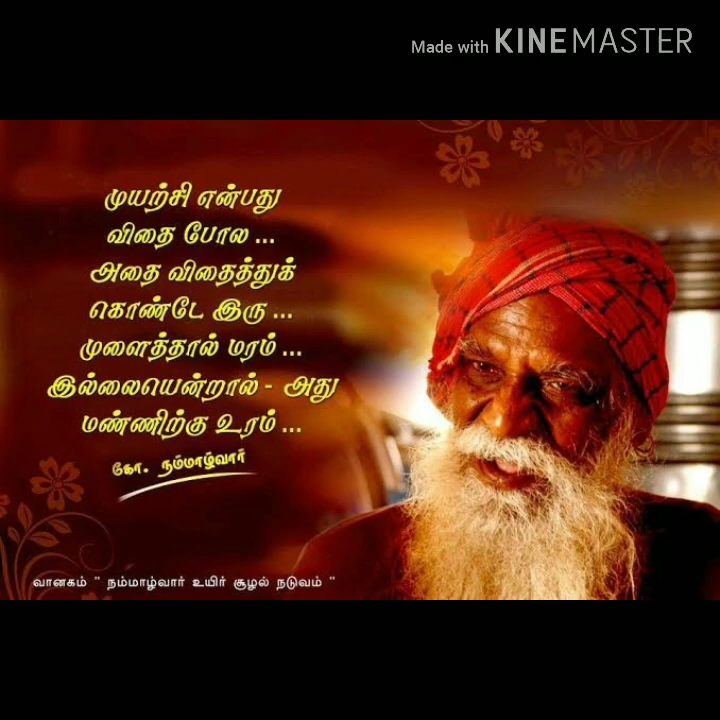 Made with KINEMASTER
முயற்சி என்பது
விதை போல ...
அதை விதைத்துக்
கொண்டே இரு ...
முளைத்தால் மரம் ...
இல்லையென்றால் - அது
மண்ணிற்கு உரம் ...
கோ. நம்மாழ்வார்
வானகம் " நம்மாழ்வார் உயிர் சூழல் நடுவம் "